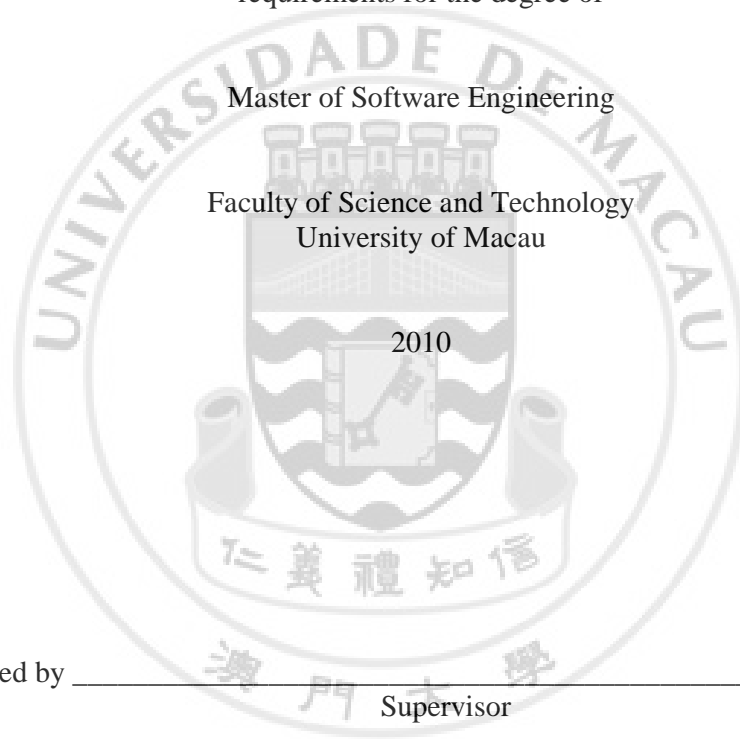 requirements for the degree of
UNIVERSIDADE DE MACAU
Master of Software Engineering
Faculty of Science and Technology
University of Macau
2010
仁義禮知信
ed by ____________________________________________
Supervisor
澳門大學